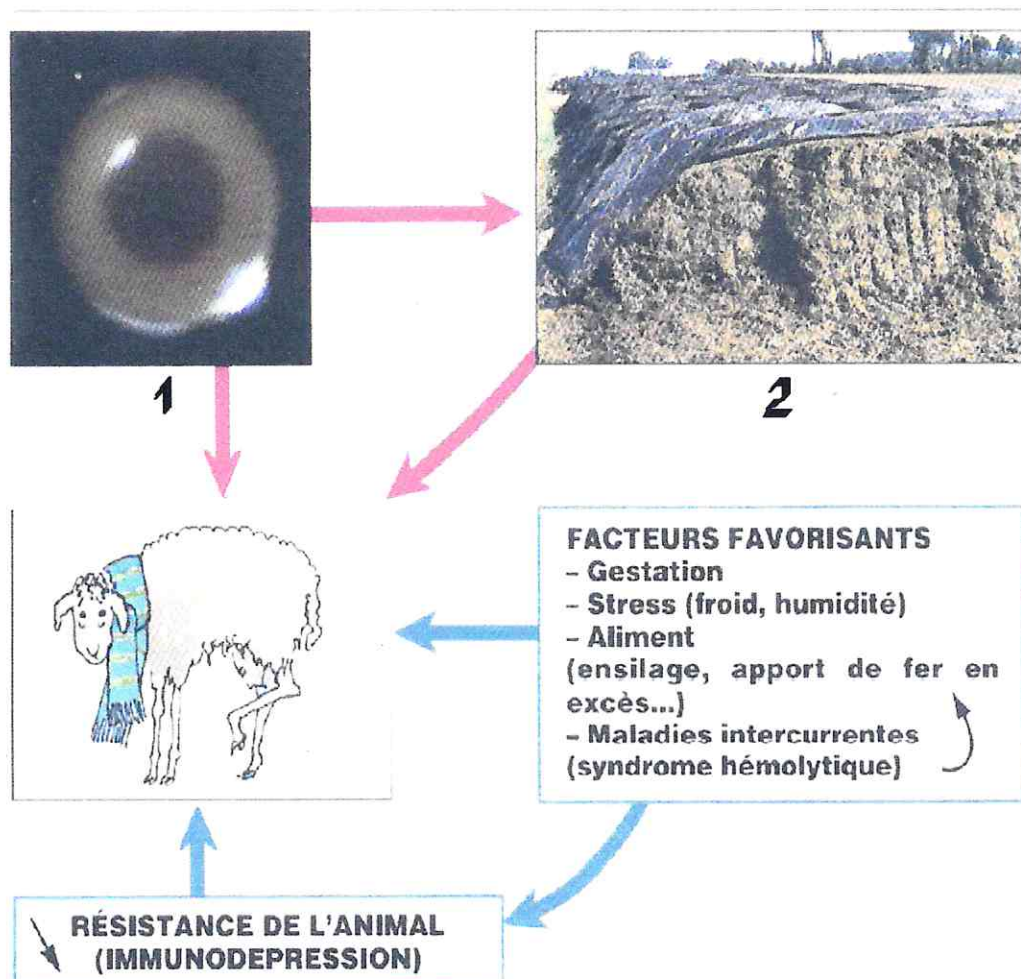 1
2
FACTEURS FAVORISANTS
– Gestation
– Stress (froid, humidité)
– Aliment
(ensilage, apport de fer en
excès...)
– Maladies intercurrentes
(syndrome hémolytique)
RÉSISTANCE DE L'ANIMAL
(IMMUNODEPRESSION)